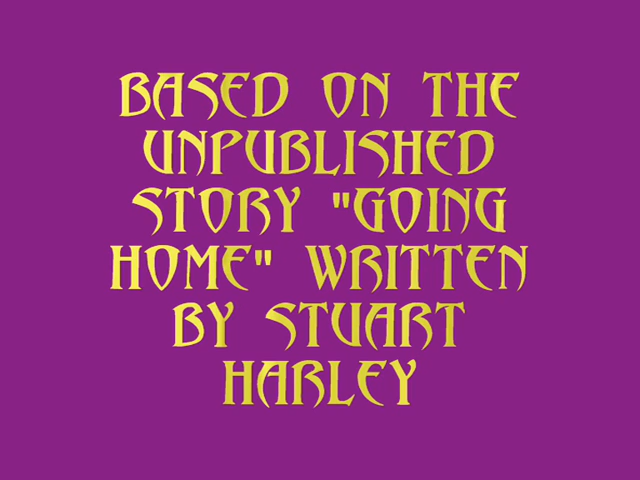 BASED ON THE
UNPUBLISHED
STORY "GOING
HOME" WRITTEN
BY STUART
HARLEY